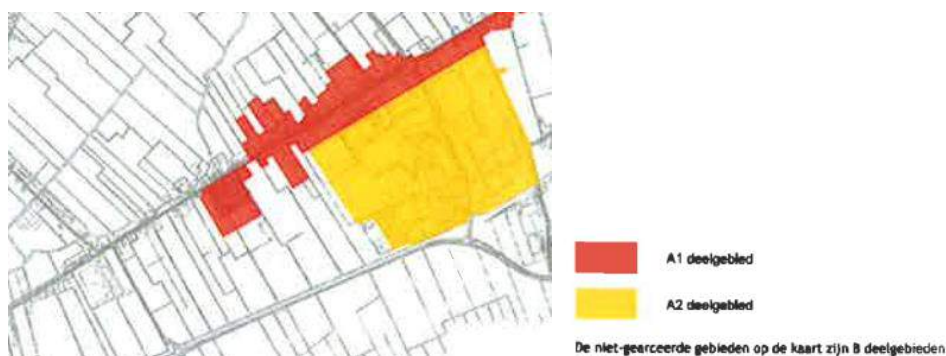 A1 deelgebied
A2 deelgebied
De niet-gearceerde gebieden op de kaart zijn B deelgebieden